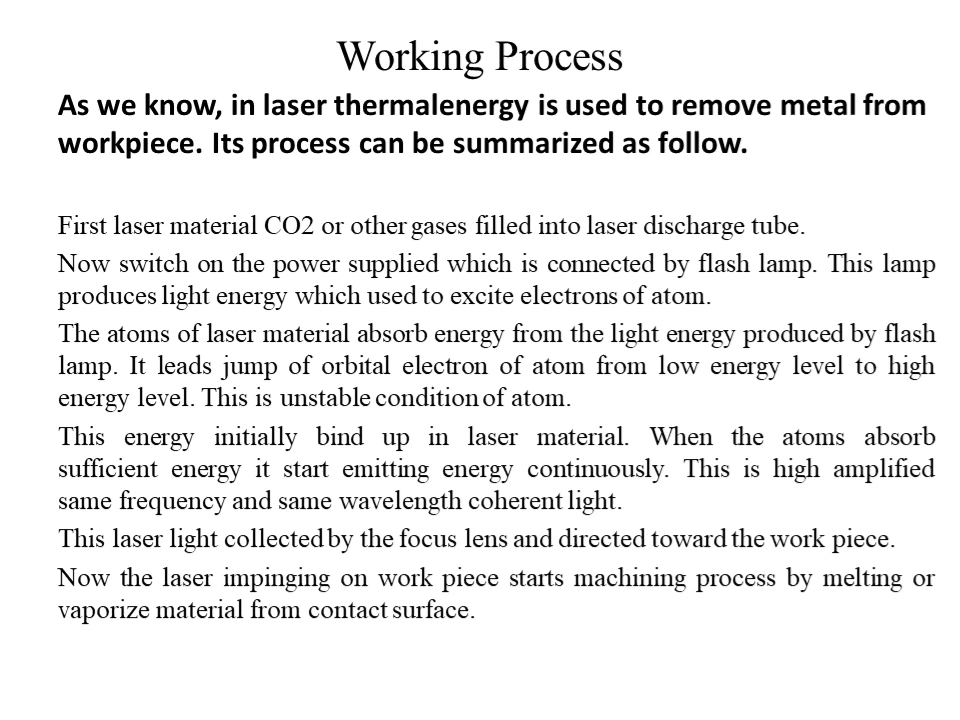 Working Process
As we know, in laser thermalenergy is used to remove metal from
workpiece. Its process can be summarized as follow.
First laser material CO2 or other gases filled into laser discharge tube.
Now switch on the power supplied which is connected by flash lamp. This lamp
produces light energy which used to excite electrons of atom.
The atoms of laser material absorb energy from the light energy produced by flash
lamp. It leads jump of orbital electron of atom from low energy level to high
energy level. This is unstable condition of atom.
This energy initially bind up in laser material. When the atoms absorb
sufficient energy it start emitting energy continuously. This is high amplified
same frequency and same wavelength coherent light.
This laser light collected by the focus lens and directed toward the work piece.
Now the laser impinging on work piece starts machining process by melting or
vaporize material from contact surface.